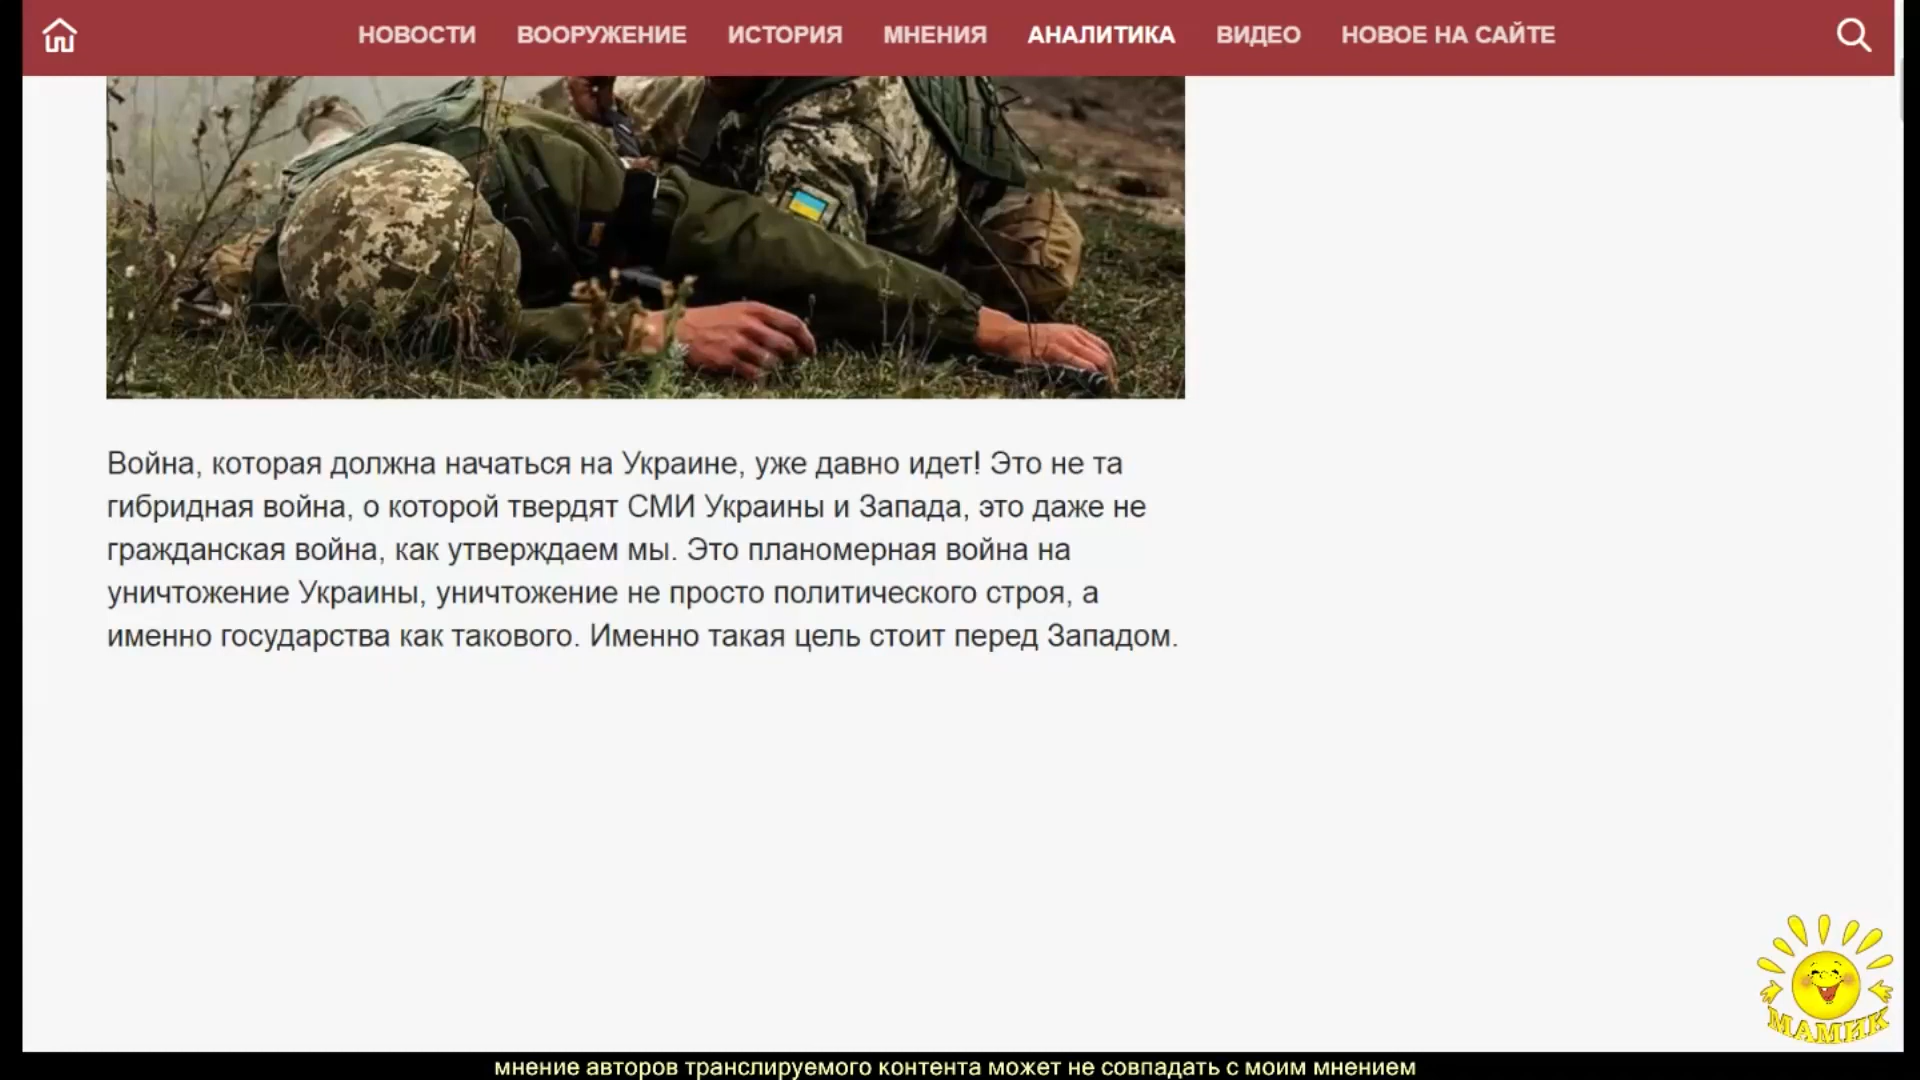 НОВОСТИ ВООРУЖЕНИЕ ИСТОРИЯ МНЕНИЯ АНАЛИТИКА ВИДЕО НОВОЕ НА САЙТЕ
Война, которая должна начаться на Украине, уже давно идет! Это не та
гибридная война, о которой твердят СМИ Украины и Запада, это даже не
гражданская война, как утверждаем мы. Это планомерная война на
уничтожение Украины, уничтожение не просто политического строя, а
именно государства как такового. Именно такая цель стоит перед Западом.
МАМИК
мнение авторов транслируемого контента может не совпадать с моим мнением